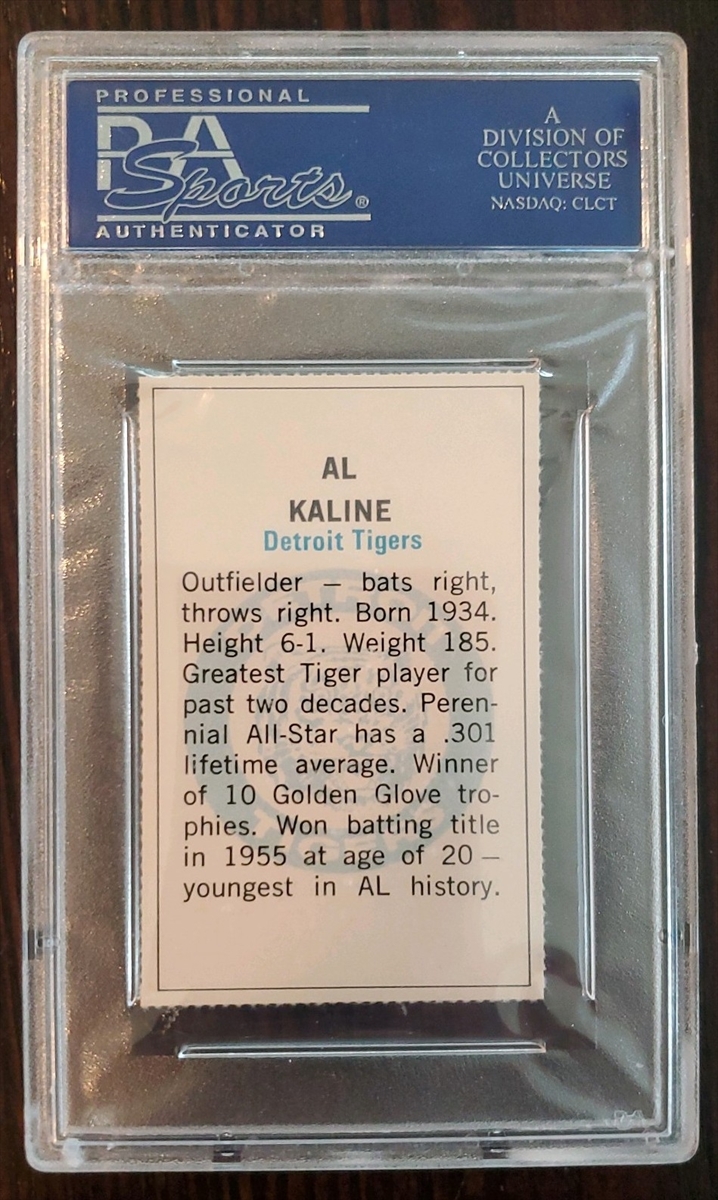 PROFESSIONAL
PSA
Sports®
AUTHENTICATOR
A
DIVISION OF
COLLECTORS
UNIVERSE
NASDAQ: CLCT
AL
KALINE
Detroit Tigers
Outfielder — bats right,
throws right. Born 1934.
Height 6-1. Weight 185.
Greatest Tiger player for
past two decades. Peren-
nial All-Star has a .301
lifetime average. Winner
of 10 Golden Glove tro-
phies. Won batting title
in 1955 at age of 20 —
youngest in AL history.